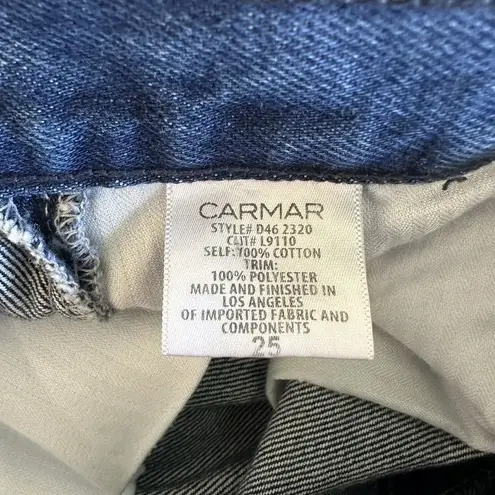 CARMAR
STYLE# D46 2320
CUT# L9110
SELF: 100% COTTON
TRIM:
100% POLYESTER
MADE AND FINISHED IN
LOS ANGELES
OF IMPORTED FABRIC AND
COMPONENTS
25